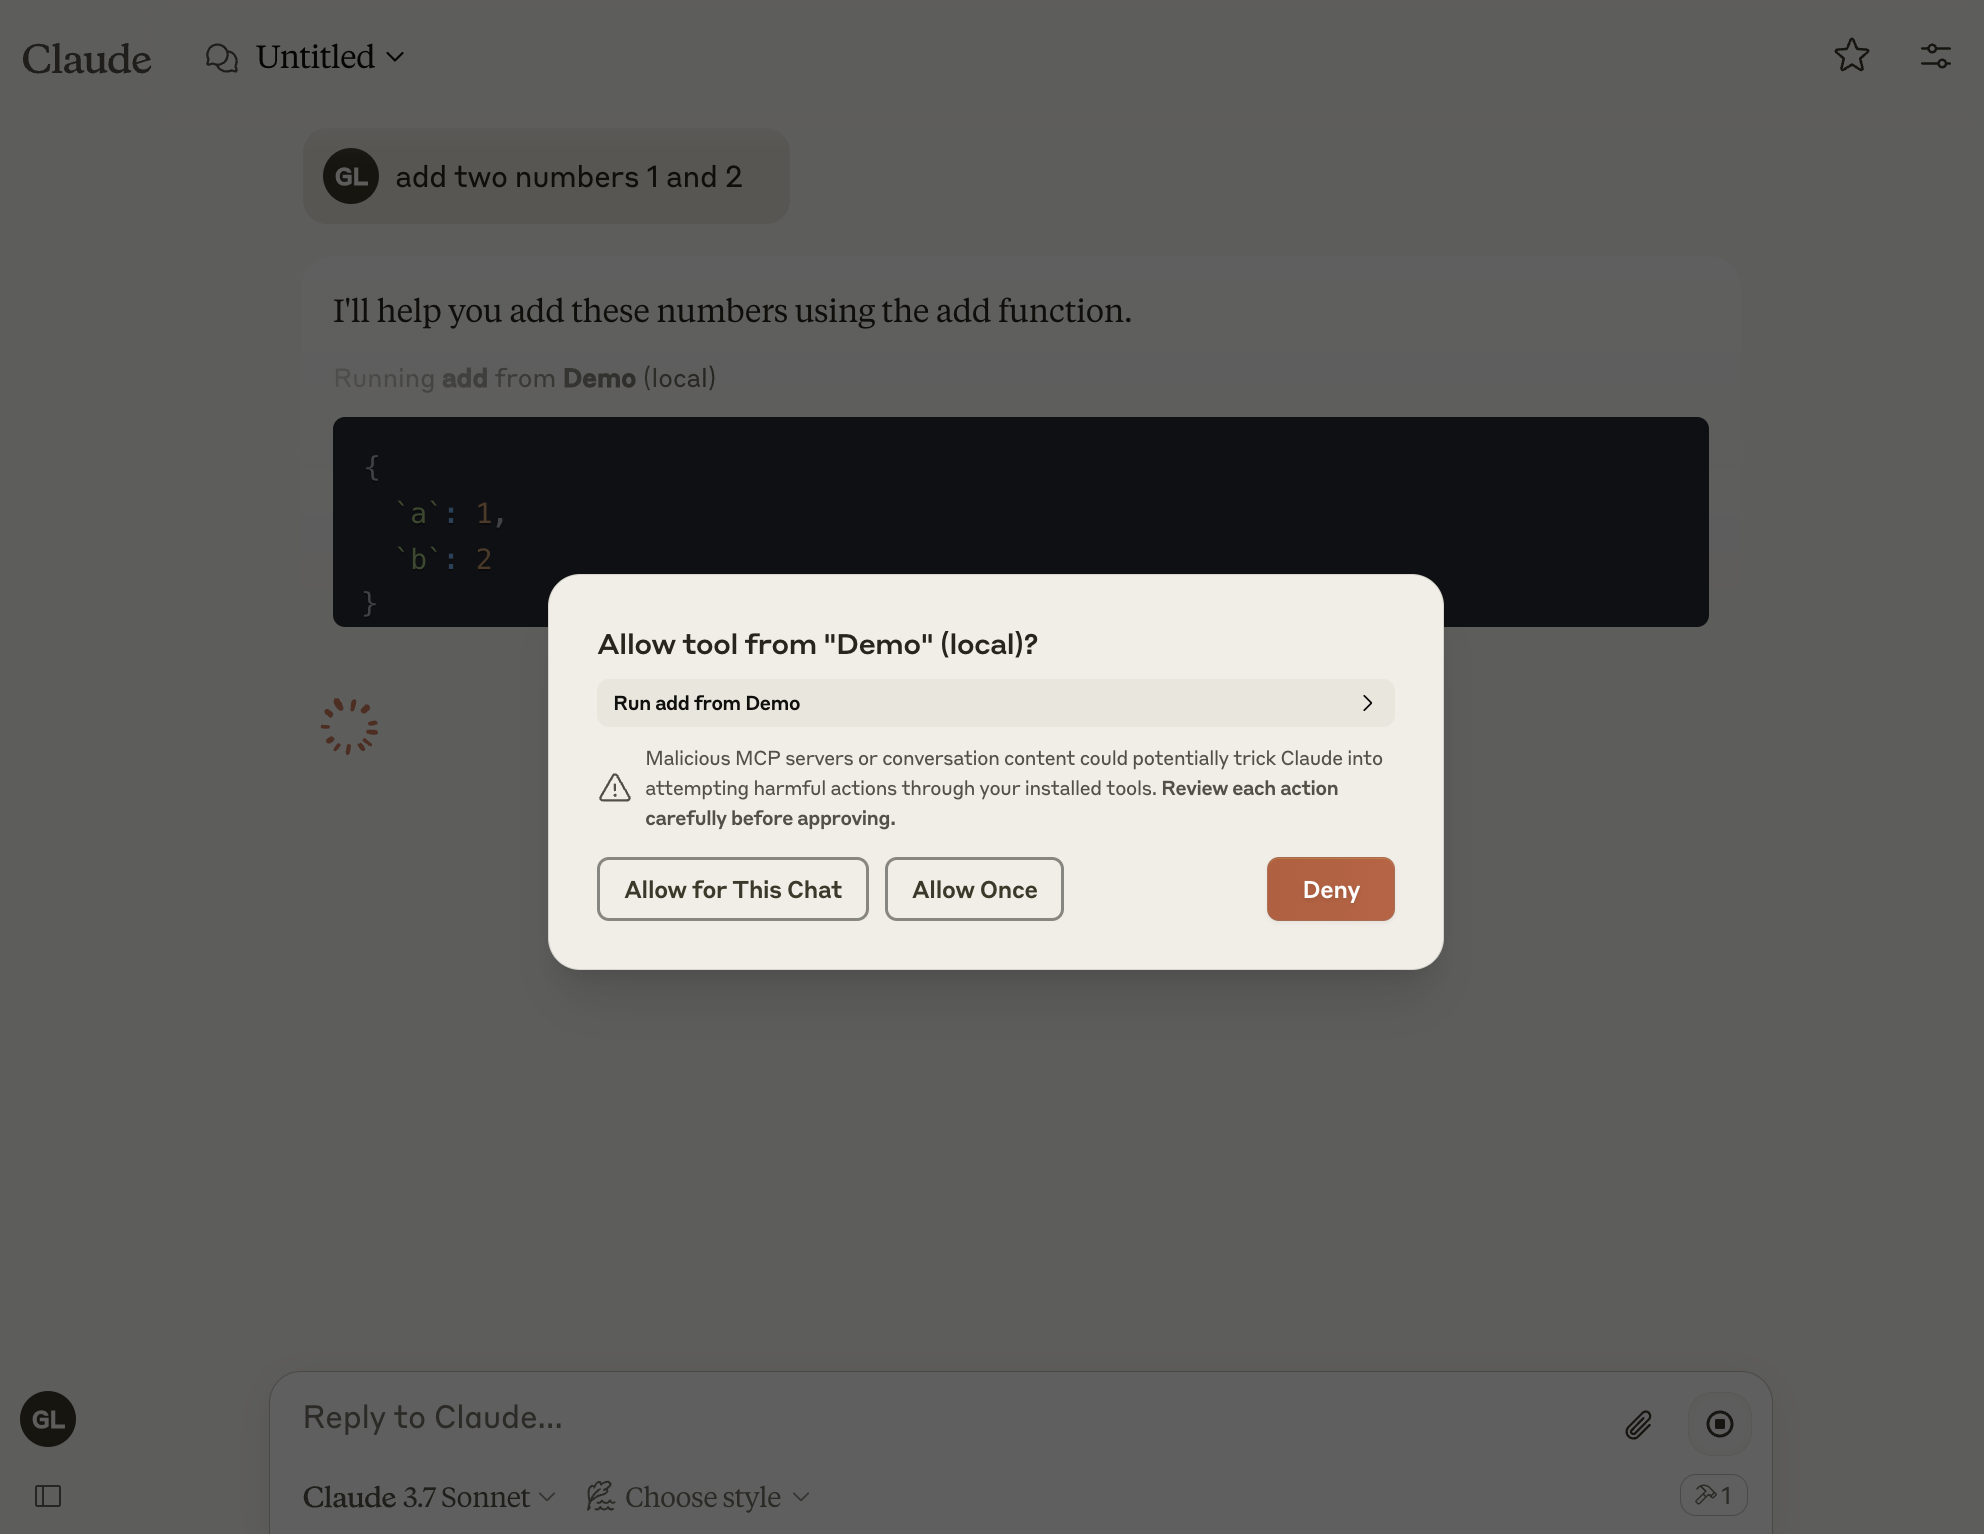 Claude
Untitled
GL
add two numbers 1 and 2
I'll help you add these numbers using the add function.
Running add from Demo (local)
{
`a`: 1,
`b`: 2
}
Allow tool from "Demo" (local)?
Run add from Demo
Malicious MCP servers or conversation content could potentially trick Claude into
attempting harmful actions through your installed tools. Review each action
carefully before approving.
Allow for This Chat
Allow Once
Deny
GL
Reply to Claude...
Claude 3.7 Sonnet
Choose style
1